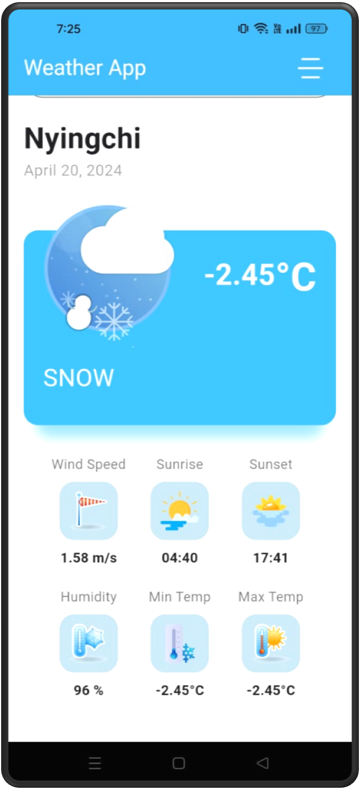 7:25
97
Weather App
Nyingchi
April 20, 2024
-2.45°C
SNOW
Wind Speed Sunrise Sunset
1.58 m/s 04:40 17:41
Humidity Min Temp Max Temp
96 % -2.45°C -2.45°C